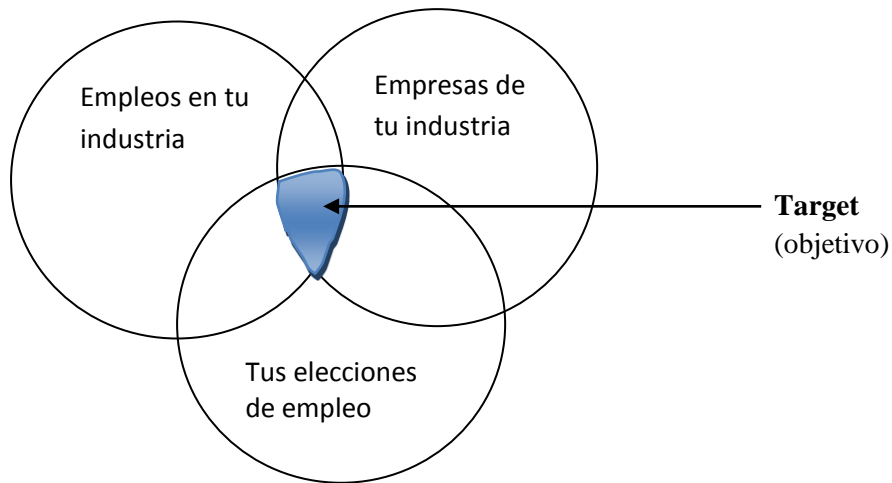 Empleos en tu
industria
Empresas de
tu industria
Target
(objetivo)
Tus elecciones
de empleo